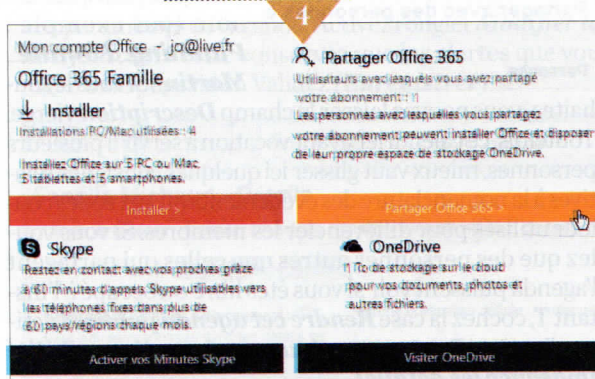 4
Mon compte Office
jo@live.fr
Office 365 Famille
Installer
Installations PC/Mac utilisées : 4
Installez Office sur 5 PC ou Mac,
5 tablettes et 5 smartphones.
Installer >
Partager Office 365
Utilisateurs avec lesquels vous avez partagé
votre abonnement : 1
Les personnes avec lesquelles vous partagez
votre abonnement peuvent installer Office et disposer
de leur propre espace de stockage OneDrive.
Partager Office 365 >
Skype
Restez en contact avec vos proches grâce
à 60 minutes d'appels Skype utilisables vers
les téléphones fixes dans plus de
60 pays/régions chaque mois.
Activer vos Minutes Skype
OneDrive
1 To de stockage sur le cloud
pour vos documents, photos et
autres fichiers.
Visiter OneDrive